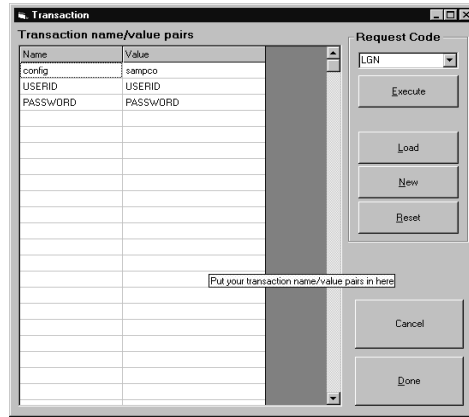 Transaction
Transaction name/value pairs
Name Value
config sampco
USERID USERID
PASSWORD PASSWORD
Put your transaction name/value pairs in here
Request Code
LGN
Execute
Load
New
Reset
Cancel
Done